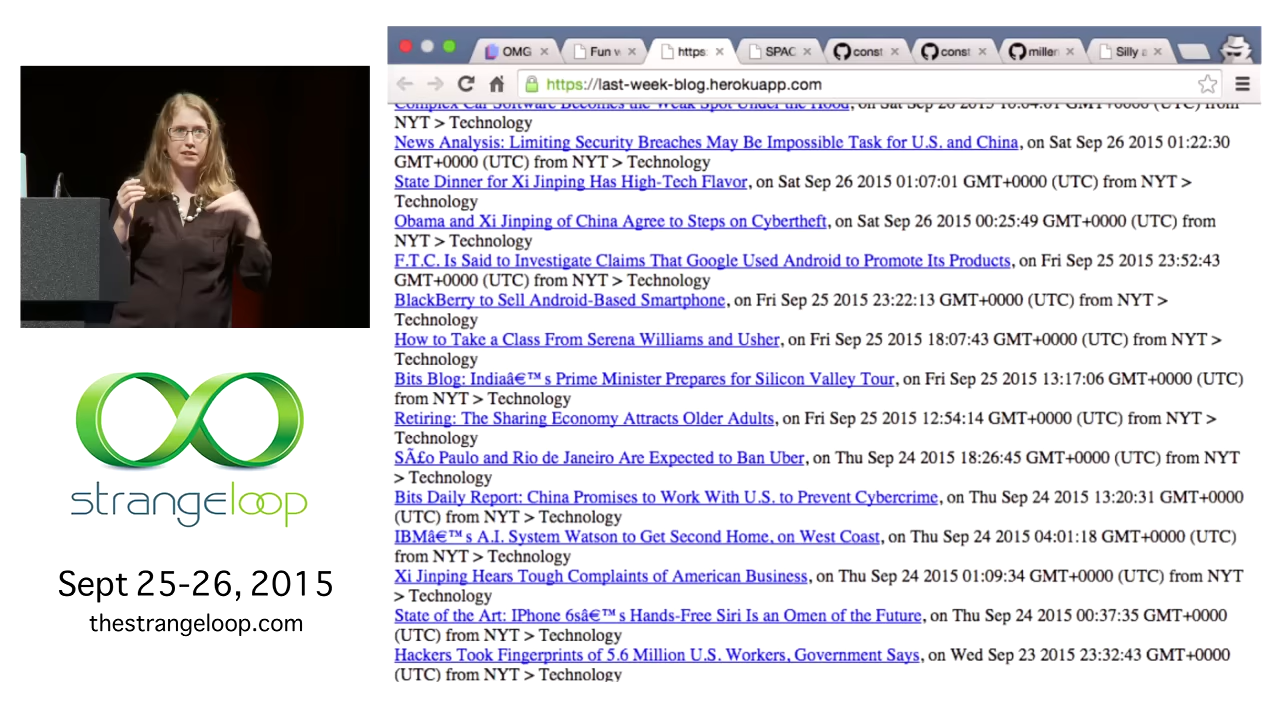 OMG
Fun w
https:
SPAC
const
const
miller
Silly a
https://last-week-blog.herokuapp.com
Complex Car Software Becomes the Weak Spot Under the Hood, on Sat Sep 26 2015 GMT+0000 (UTC) from
NYT > Technology
News Analysis: Limiting Security Breaches May Be Impossible Task for U.S. and China, on Sat Sep 26 2015 01:22:30
GMT+0000 (UTC) from NYT > Technology
State Dinner for Xi Jinping Has High-Tech Flavor, on Sat Sep 26 2015 01:07:01 GMT+0000 (UTC) from NYT >
Technology
Obama and Xi Jinping of China Agree to Steps on Cybertheft, on Sat Sep 26 2015 00:25:49 GMT+0000 (UTC) from
NYT > Technology
F.T.C. Is Said to Investigate Claims That Google Used Android to Promote Its Products, on Fri Sep 25 2015 23:52:43
GMT+0000 (UTC) from NYT > Technology
BlackBerry to Sell Android-Based Smartphone, on Fri Sep 25 2015 23:22:13 GMT+0000 (UTC) from NYT >
Technology
How to Take a Class From Serena Williams and Usher, on Fri Sep 25 2015 18:07:43 GMT+0000 (UTC) from NYT >
Technology
Bits Blog: Indiaâ€™s Prime Minister Prepares for Silicon Valley Tour, on Fri Sep 25 2015 13:17:06 GMT+0000 (UTC)
from NYT > Technology
Retiring: The Sharing Economy Attracts Older Adults, on Fri Sep 25 2015 12:54:14 GMT+0000 (UTC) from NYT >
Technology
SÃ£o Paulo and Rio de Janeiro Are Expected to Ban Uber, on Thu Sep 24 2015 18:26:45 GMT+0000 (UTC) from NYT
> Technology
Bits Daily Report: China Promises to Work With U.S. to Prevent Cybercrime, on Thu Sep 24 2015 13:20:31 GMT+0000
(UTC) from NYT > Technology
IBMâ€™s A.I. System Watson to Get Second Home, on West Coast, on Thu Sep 24 2015 04:01:18 GMT+0000 (UTC)
from NYT > Technology
Xi Jinping Hears Tough Complaints of American Business, on Thu Sep 24 2015 01:09:34 GMT+0000 (UTC) from NYT
> Technology
State of the Art: IPhone 6sâ€™s Hands-Free Siri Is an Omen of the Future, on Thu Sep 24 2015 00:37:35 GMT+0000
(UTC) from NYT > Technology
Hackers Took Fingerprints of 5.6 Million U.S. Workers, Government Says, on Wed Sep 23 2015 23:32:43 GMT+0000
(UTC) from NYT > Technology
strangeloop
Sept 25-26, 2015
thestrangeloop.com